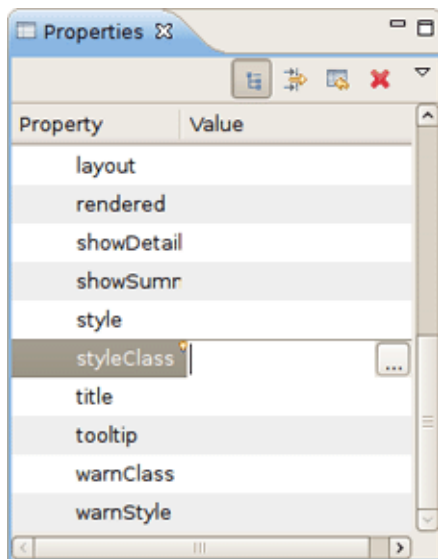 Properties
Property Value
layout
rendered
showDetail
showSumr
style
styleClass ...
title
tooltip
warnClass
warnStyle